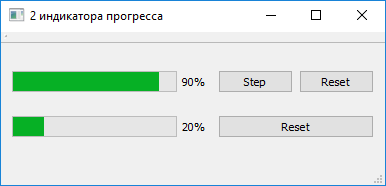 2 индикатора прогресса
90% Step Reset
20% Reset